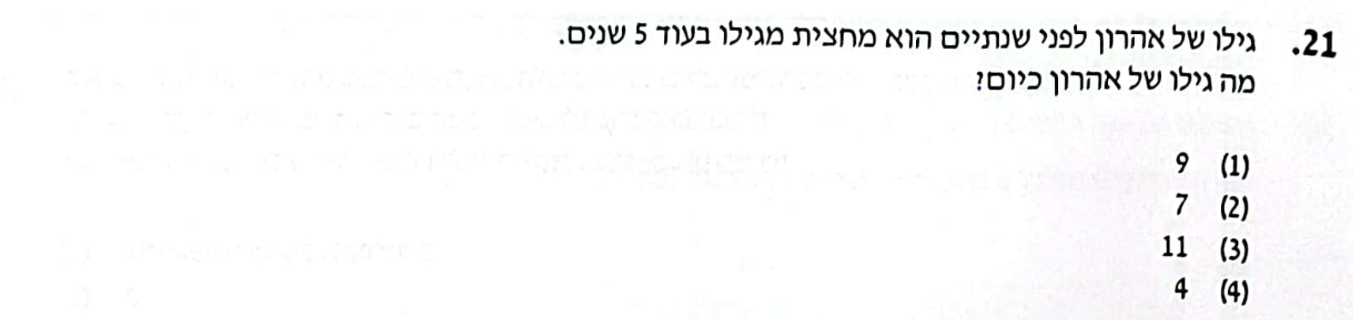 21. גילו של אהרון לפני שנתיים הוא מחצית מגילו בעוד 5 שנים.
מה גילו של אהרון כיום?
(1) 9
(2) 7
(3) 11
(4) 4